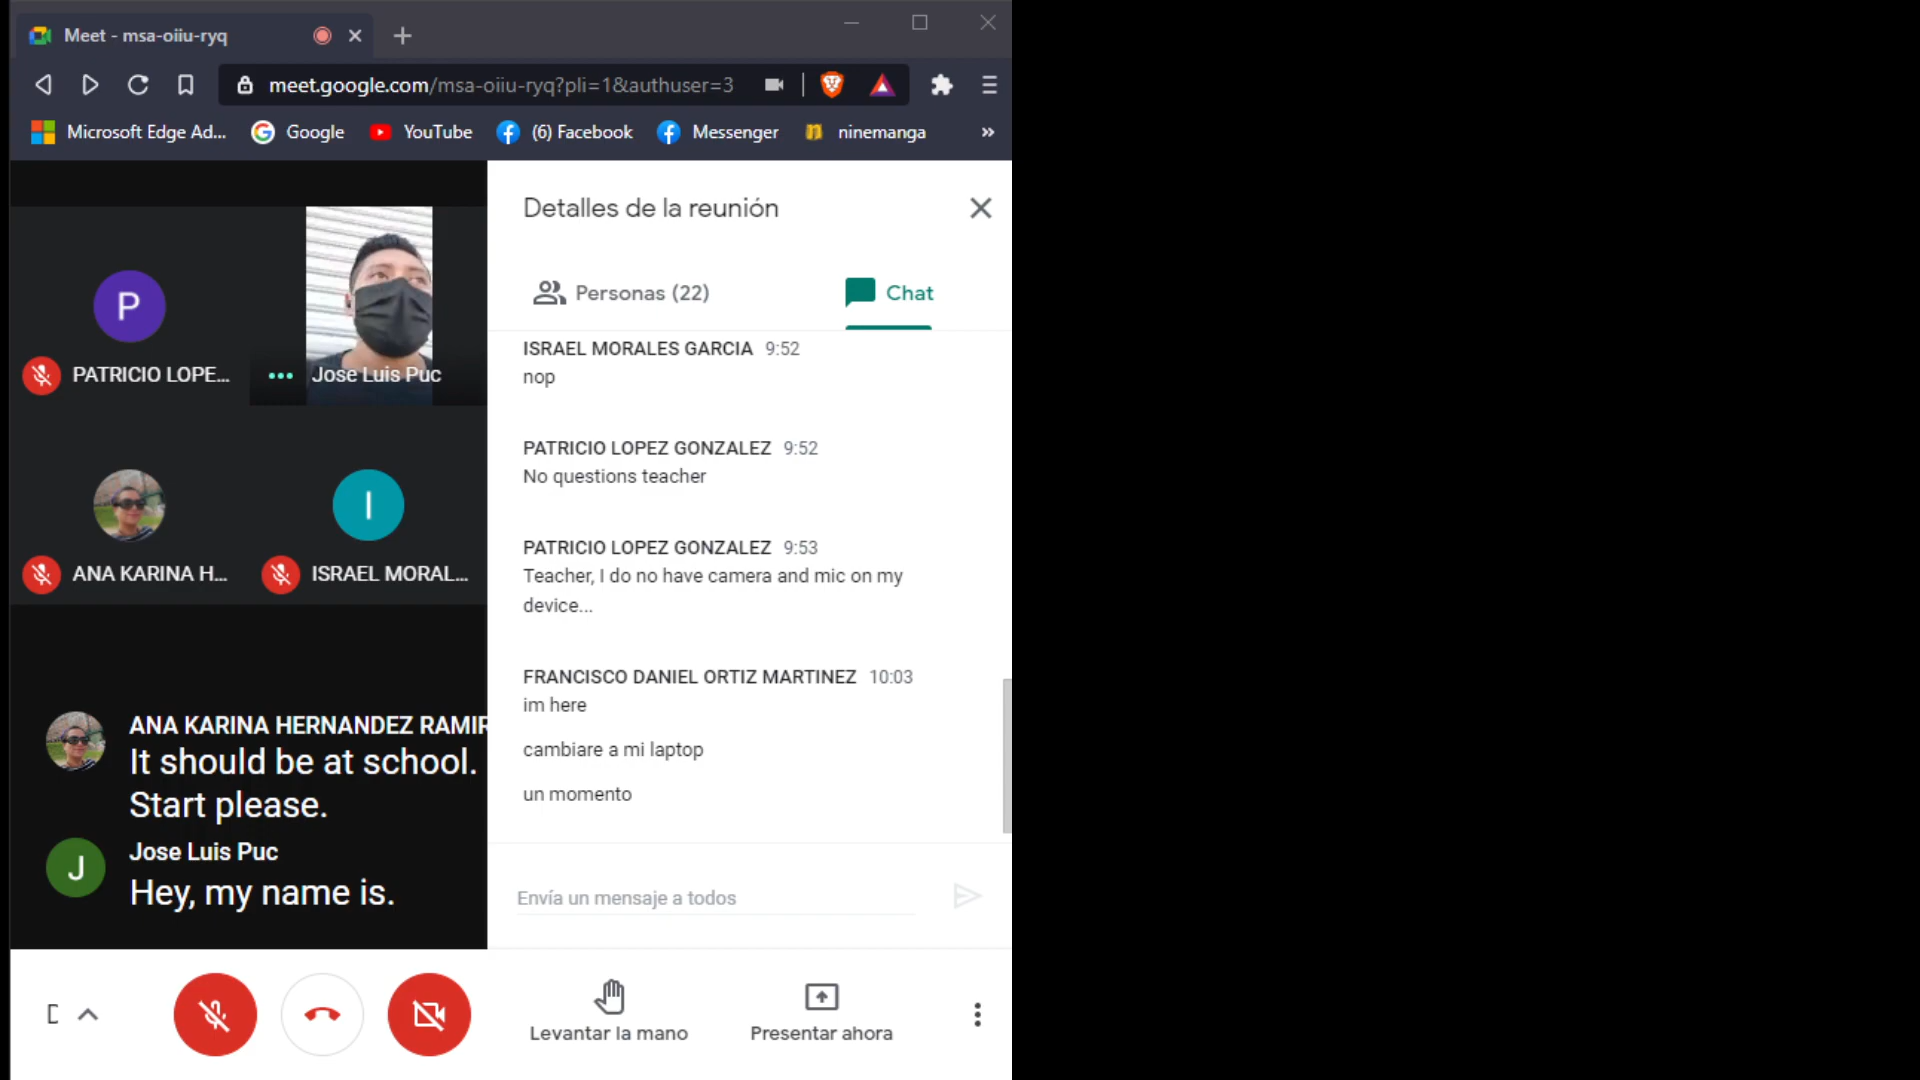 Meet - msa-oiiu-ryq
meet.google.com/msa-oiiu-ryq?pli=1&authuser=3
Microsoft Edge Ad...
Google
YouTube
(6) Facebook
Messenger
ninemanga
»
Detalles de la reunión
Personas (22)
Chat
P
PATRICIO LOPE...
Jose Luis Puc
ANA KARINA H...
I
ISRAEL MORAL...
ANA KARINA HERNANDEZ RAMIR
It should be at school.
Start please.
J
Jose Luis Puc
Hey, my name is.
ISRAEL MORALES GARCIA 9:52
nop
PATRICIO LOPEZ GONZALEZ 9:52
No questions teacher
PATRICIO LOPEZ GONZALEZ 9:53
Teacher, I do no have camera and mic on my
device...
FRANCISCO DANIEL ORTIZ MARTINEZ 10:03
im here
cambiare a mi laptop
un momento
Envía un mensaje a todos
Levantar la mano
Presentar ahora